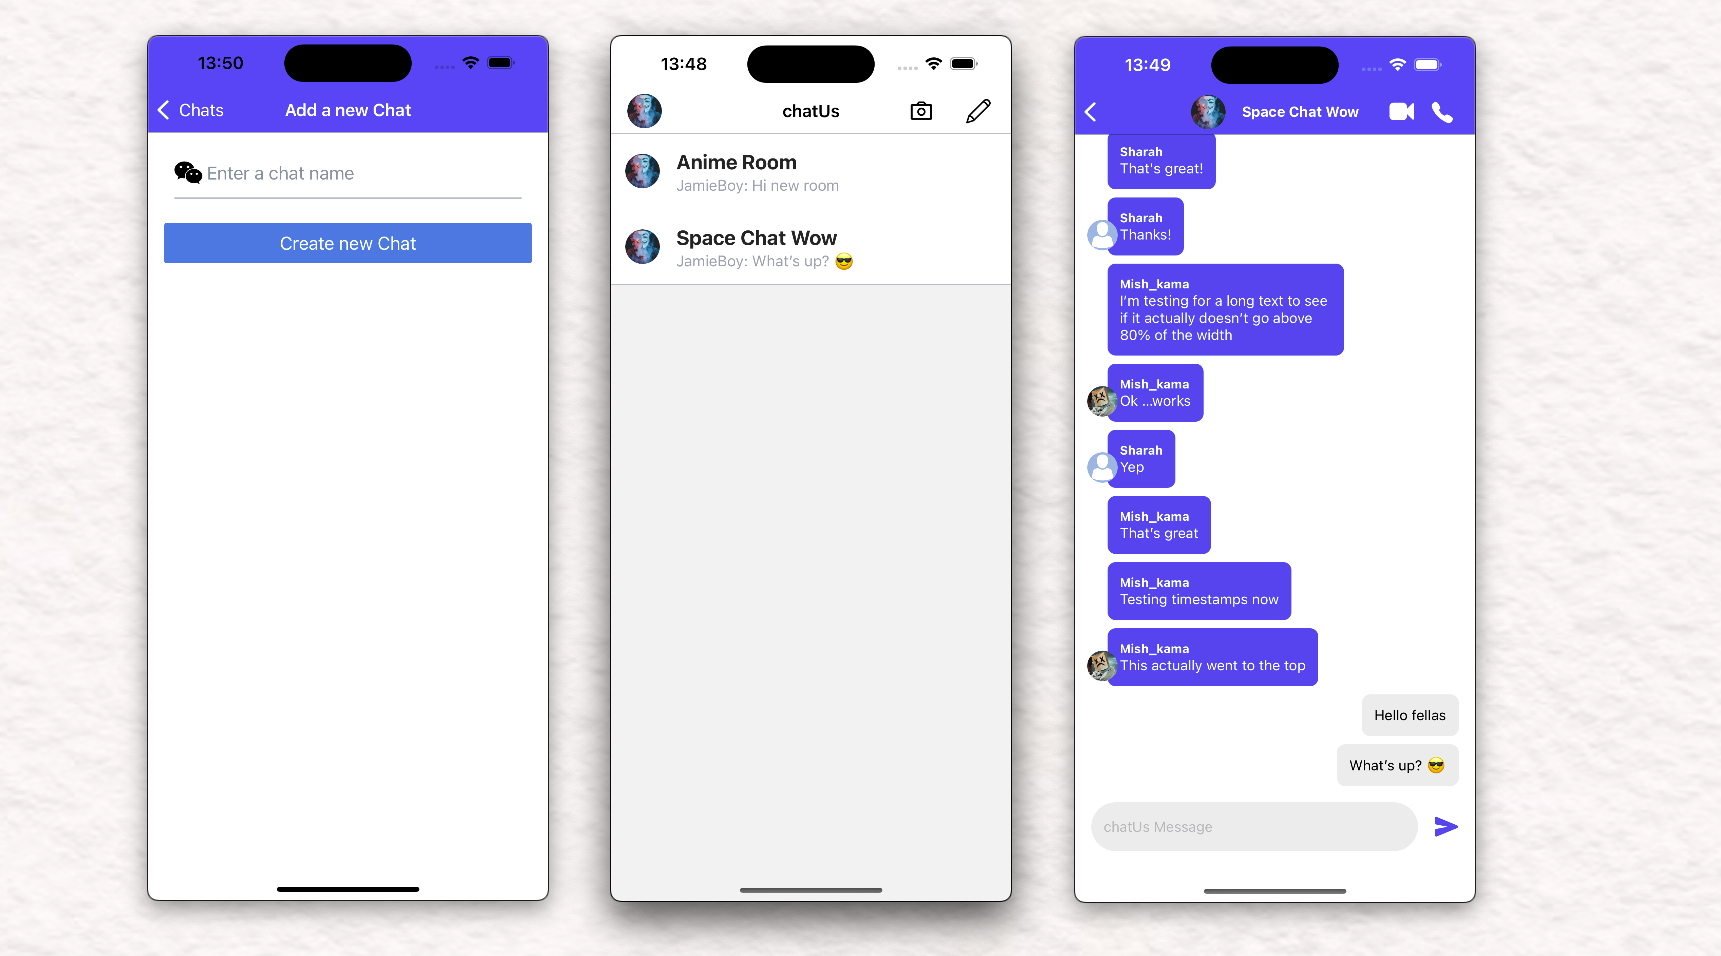 13:50
Chats
Add a new Chat
Enter a chat name
Create new Chat
13:48
chatUs
Anime Room
JamieBoy: Hi new room
Space Chat Wow
JamieBoy: What's up? 😎
13:49
Space Chat Wow
Sharah
That's great!
Sharah
Thanks!
Mish_kama
I'm testing for a long text to see
if it actually doesn't go above
80% of the width
Mish_kama
Ok ...works
Sharah
Yep
Mish_kama
That's great
Mish_kama
Testing timestamps now
Mish_kama
This actually went to the top
Hello fellas
What's up? 😎
chatUs Message